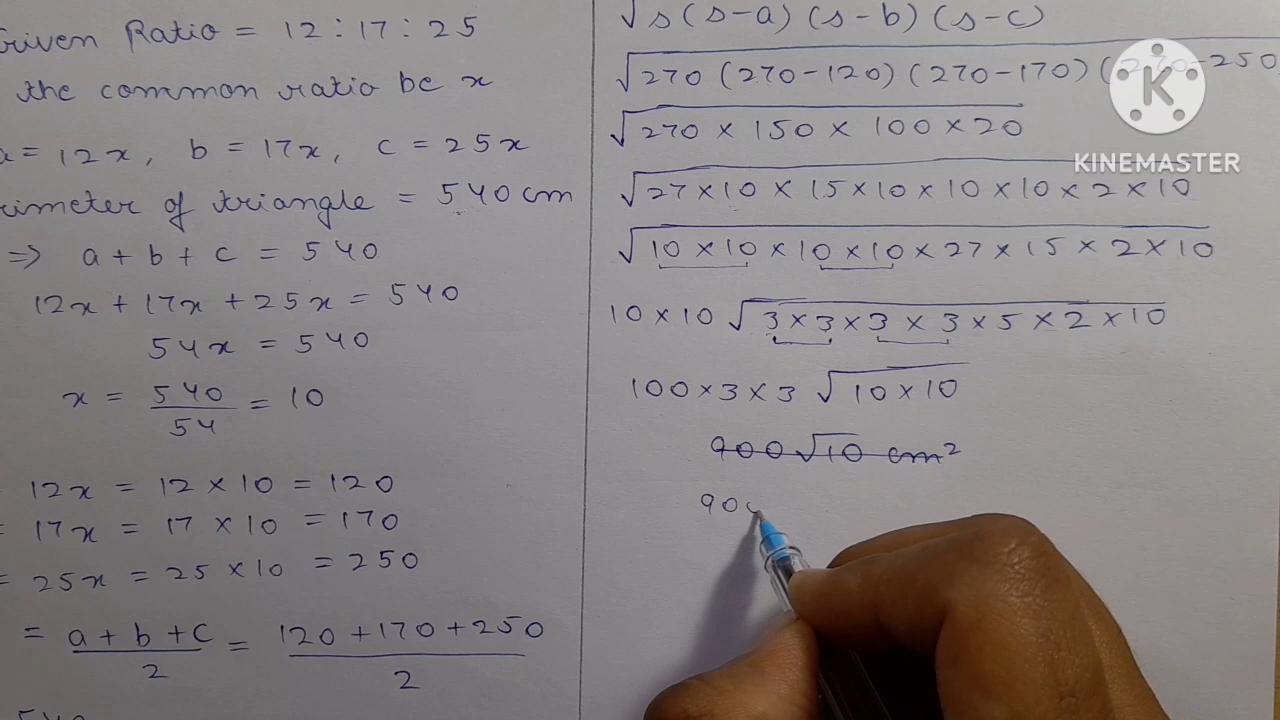 Given Ratio = 12 : 17 : 25
the common ratio be x
a = 12x, b = 17x, c = 25x
rimeter of triangle = 540 cm
⇒ a + b + c = 540
12x + 17x + 25x = 540
54x = 540
x = 540/54 = 10
12x = 12 × 10 = 120
= 17x = 17 × 10 = 170
= 25x = 25 × 10 = 250
= a + b + c / 2 = 120 + 170 + 250 / 2
540
√s (s-a) (s-b) (s-c)
√270 (270-120) (270-170) (270-250
√270 × 150 × 100 × 20
√27 × 10 × 15 × 10 × 10 × 10 × 2 × 10
√10 × 10 × 10 × 10 × 27 × 15 × 2 × 10
10 × 10 √3 × 3 × 3 × 3 × 5 × 2 × 10
100 × 3 × 3 √10 × 10
900√10 cm²
90
K
KINEMASTER